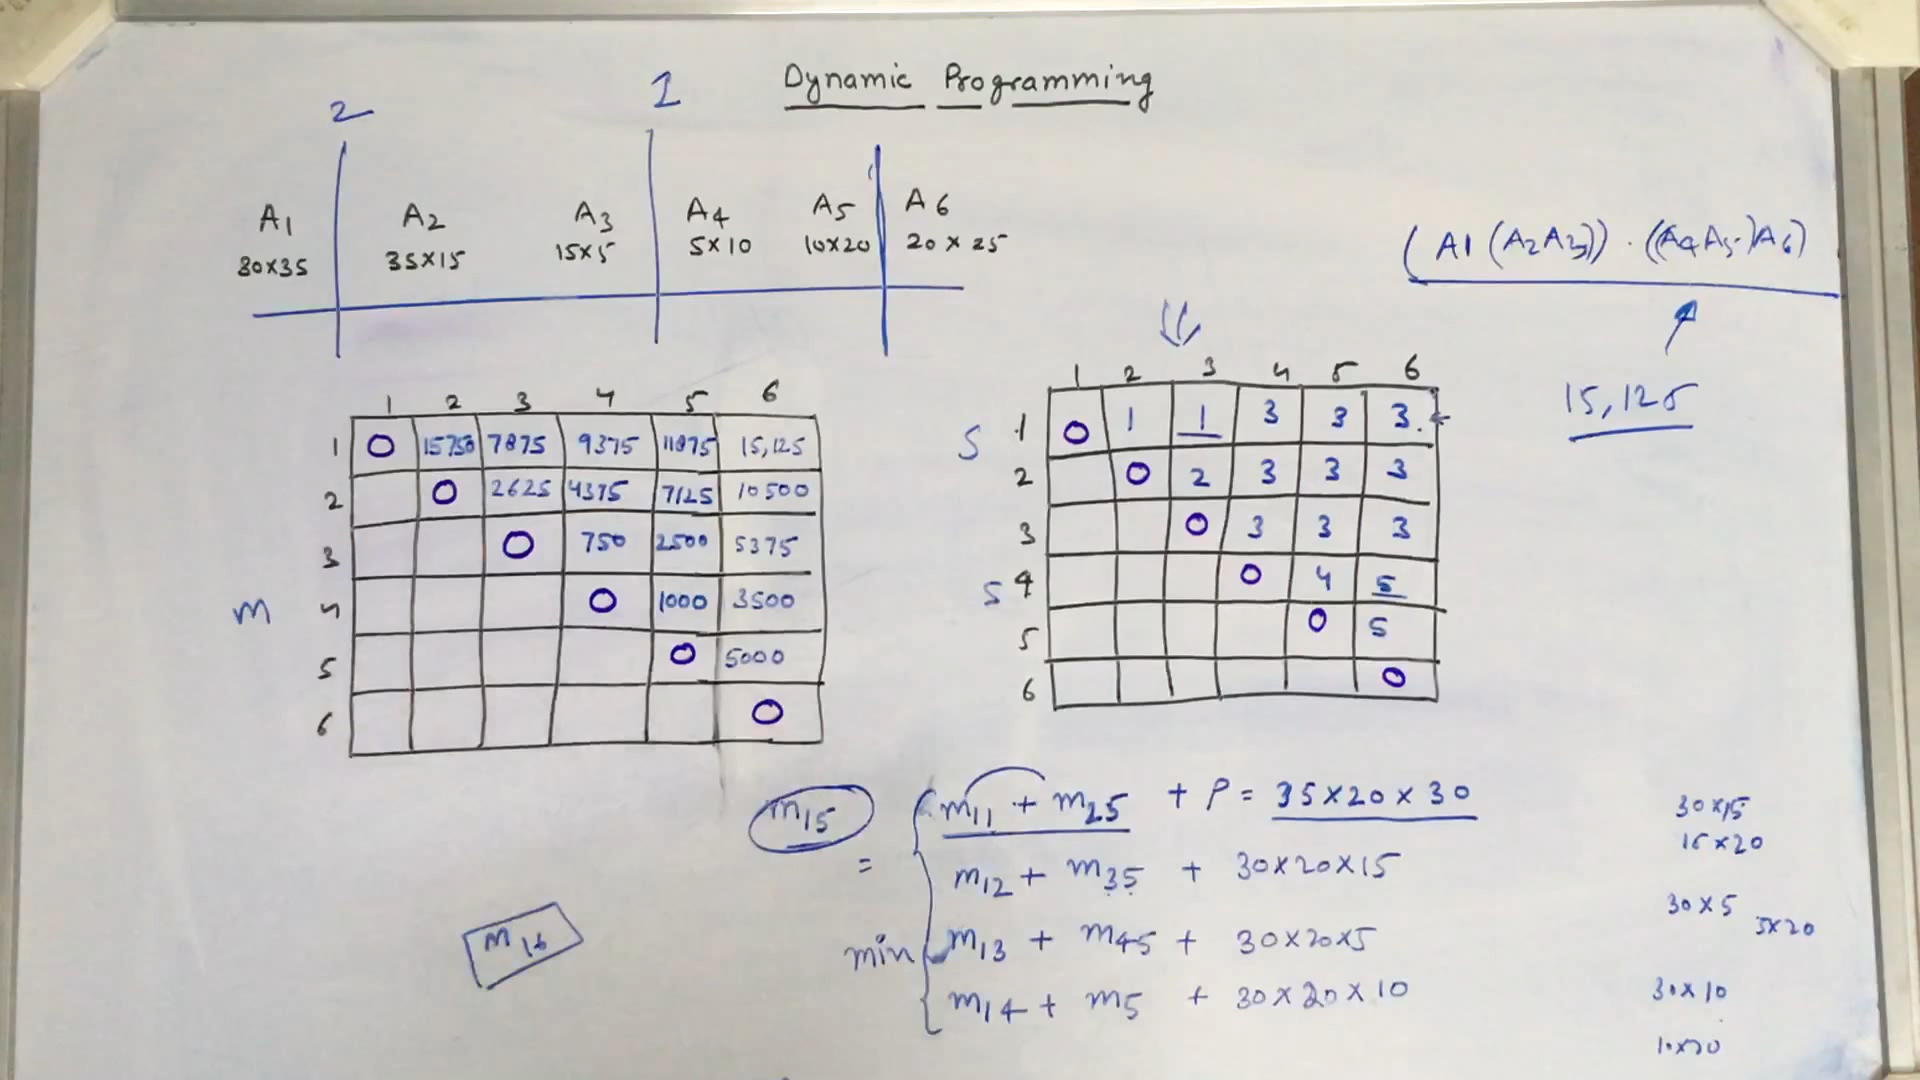 Dynamic Programming
2 1
A1 A2 A3 A4 A5 A6
30x35 35x15 15x5 5x10 10x20 20 x 25
(A1(A2A3)) . ((A4A5)A6)
15,125
1 2 3 4 5 6
1 0 15750 7875 9375 11875 15,125
2 0 2625 4375 7125 10500
3 0 750 2500 5375
m 4 0 1000 3500
5 0 5000
6 0
1 2 3 4 5 6
S 1 0 1 1 3 3 3.
2 0 2 3 3 3
3 0 3 3 3
S 4 0 4 5
5 0 5
6 0
m15 = min
m11 + m25 + P = 35x20x30
m12 + m35 + 30x20x15
m13 + m45 + 30x20x5
m14 + m5 + 30x20x10
m16
30x15
15x20
30x5
5x20
30x10
10x20